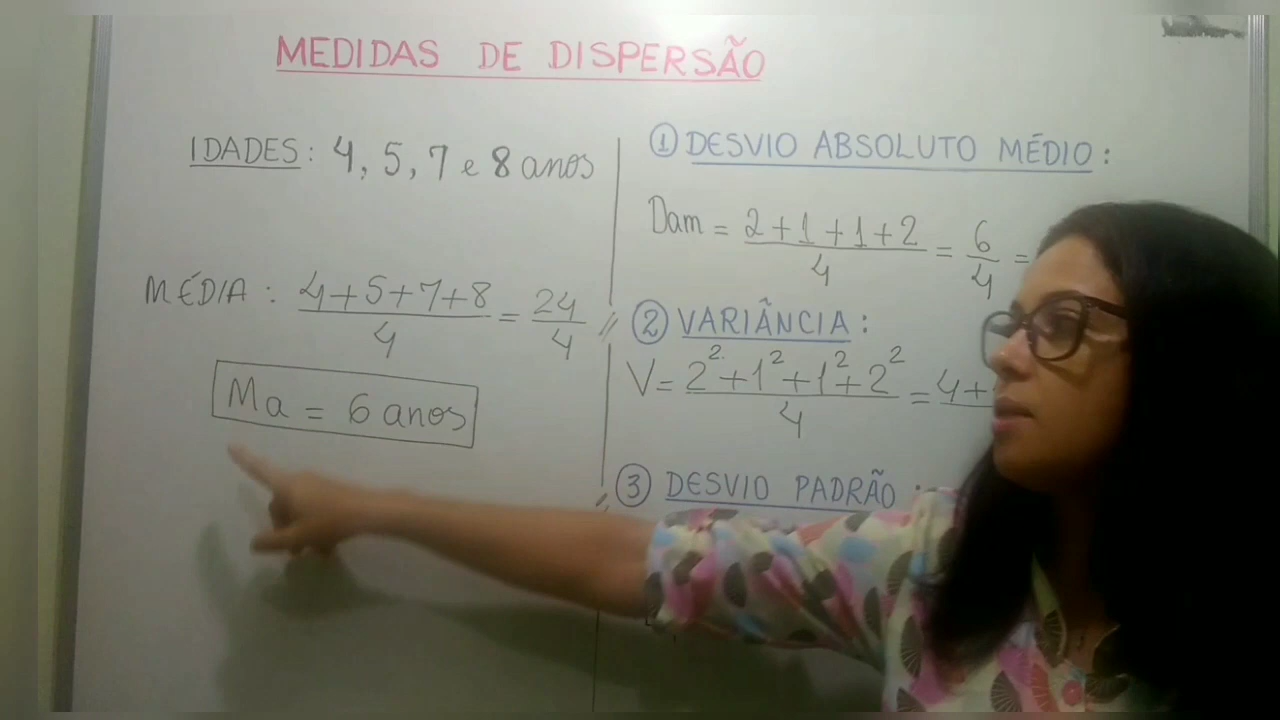 MEDIDAS DE DISPERSÃO
IDADES: 4, 5, 7 e 8 anos
MÉDIA: 4+5+7+8/4 = 24/4 //
Ma = 6 anos
① DESVIO ABSOLUTO MÉDIO:
Dam = 2+1+1+2/4 = 6/4 =
② VARIÂNCIA:
V = 2²+1²+1²+2²/4 = 4+
③ DESVIO PADRÃO: